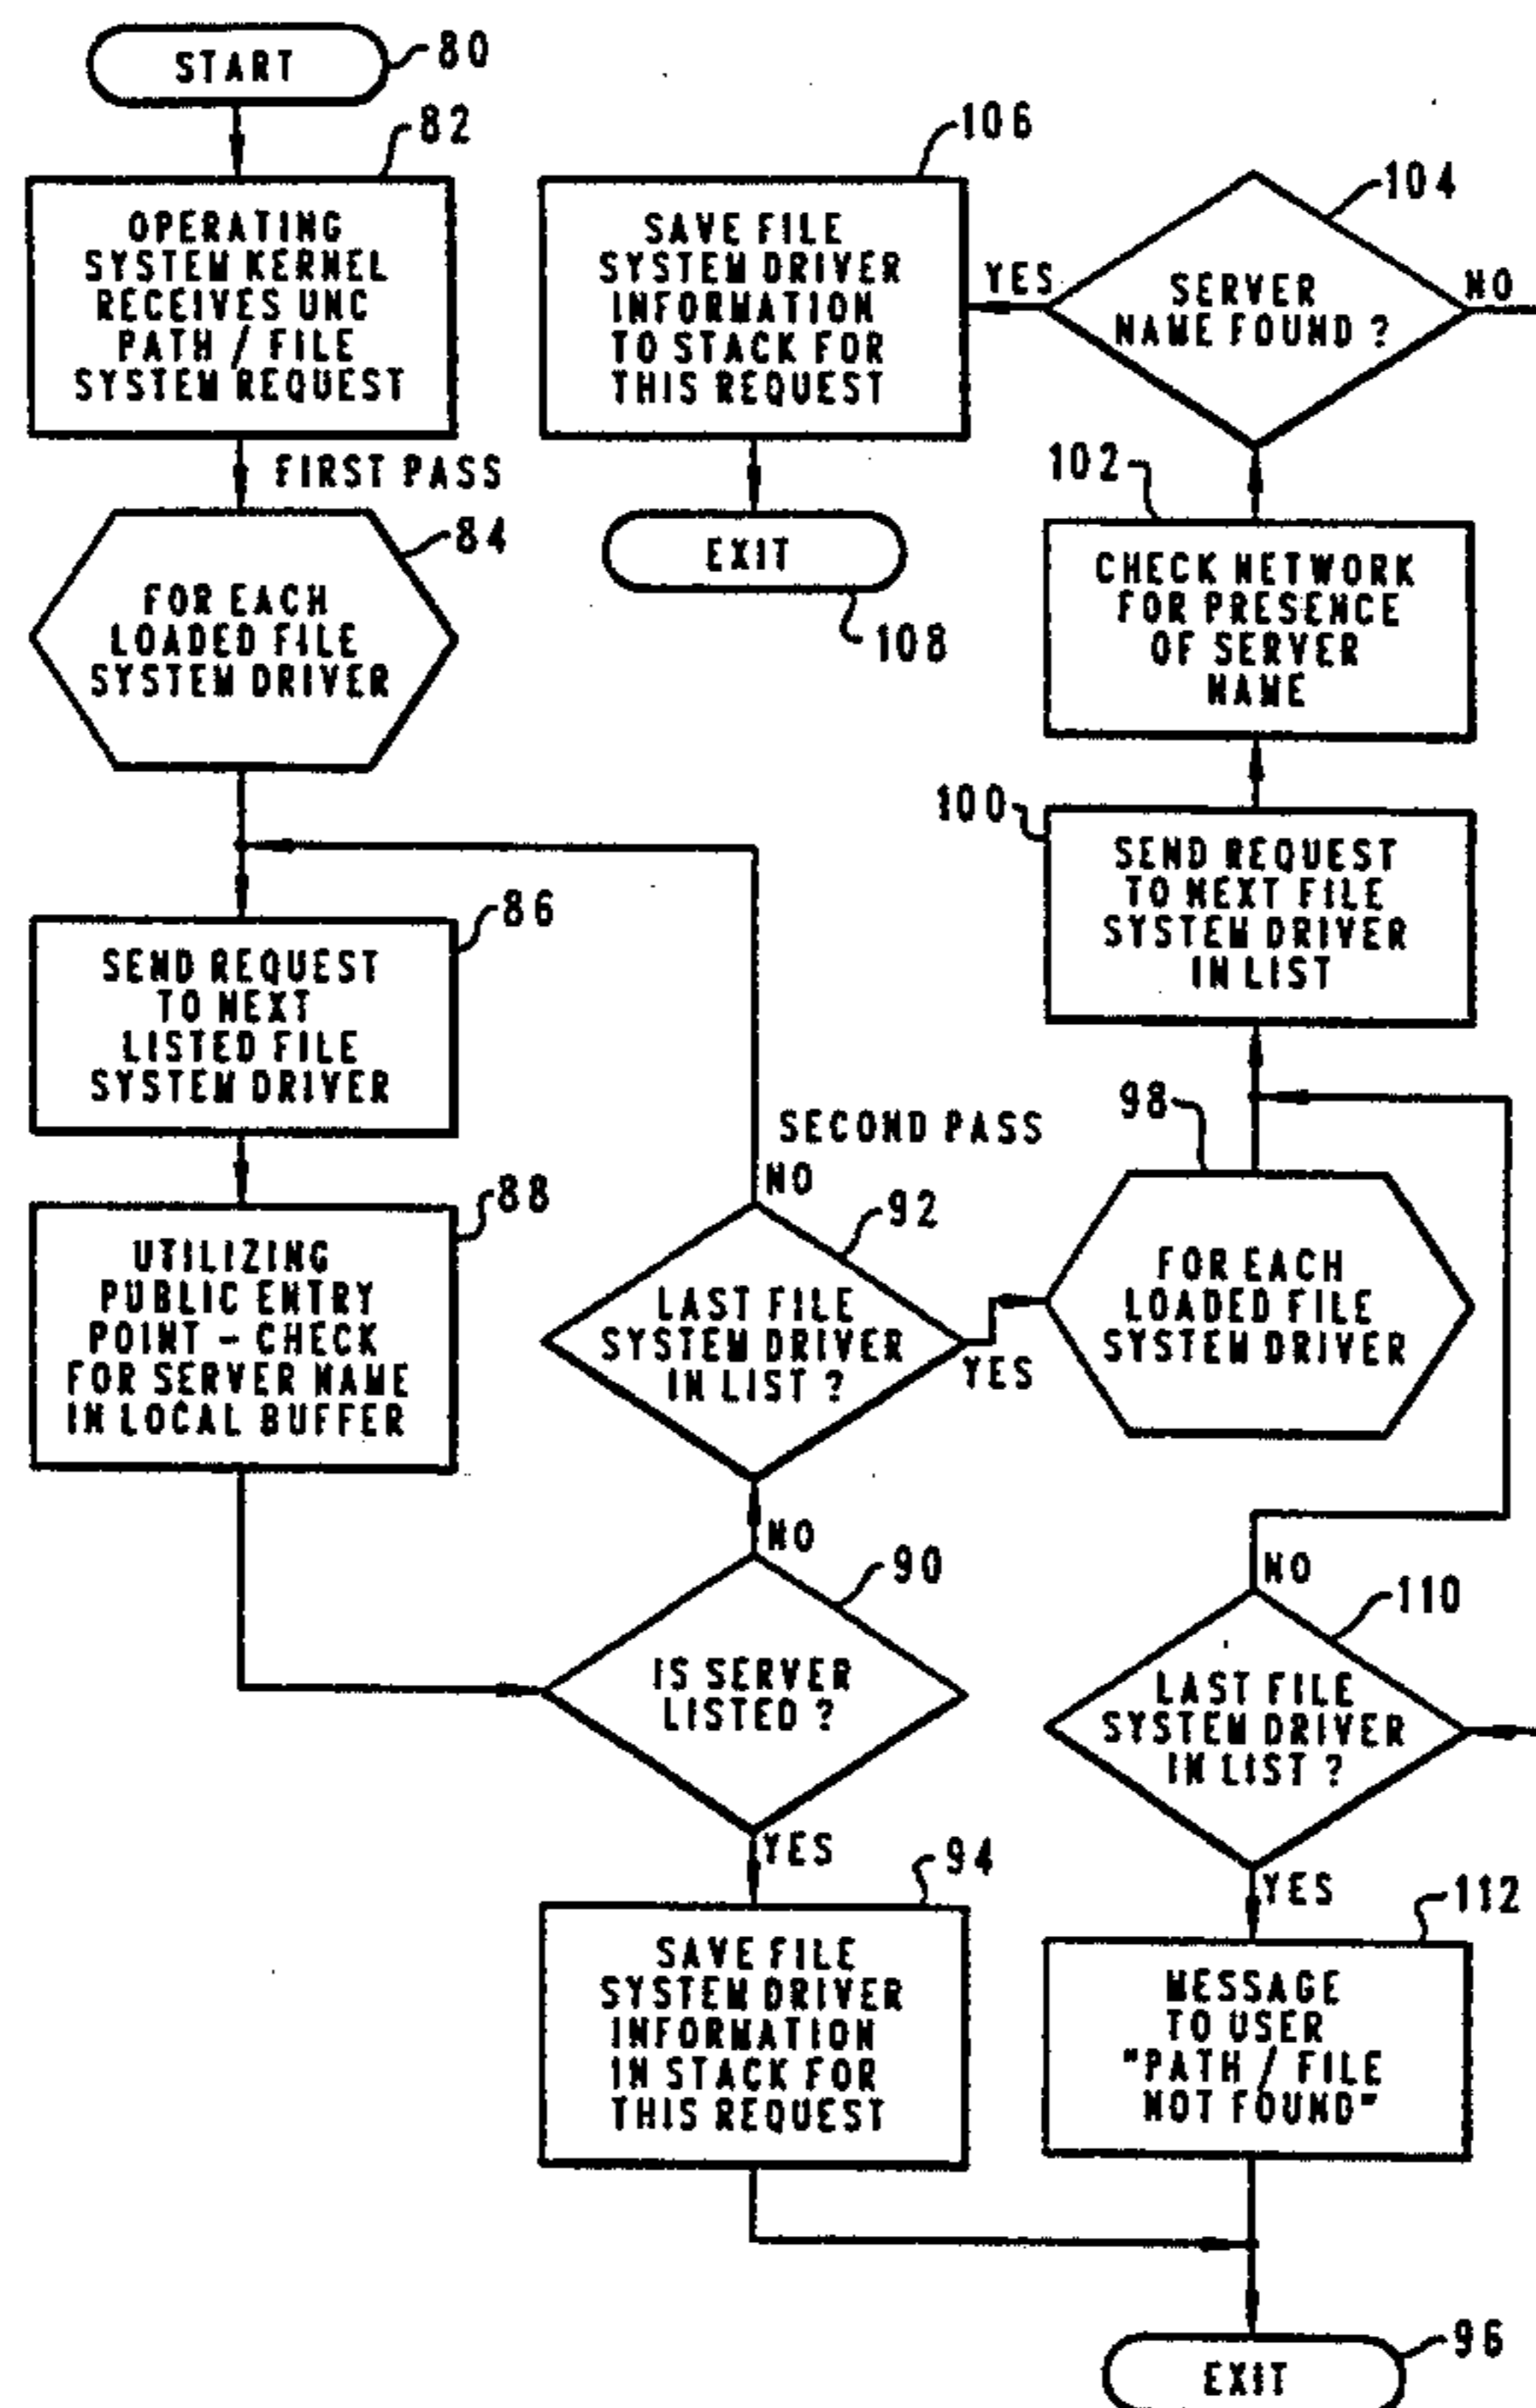 START
80
82
OPERATING
SYSTEM KERNEL
RECEIVES UNC
PATH / FILE
SYSTEM REQUEST
FIRST PASS
84
FOR EACH
LOADED FILE
SYSTEM DRIVER
86
SEND REQUEST
TO NEXT
LISTED FILE
SYSTEM DRIVER
88
UTILIZING
PUBLIC ENTRY
POINT - CHECK
FOR SERVER NAME
IN LOCAL BUFFER
90
IS SERVER
LISTED ?
NO
YES
92
LAST FILE
SYSTEM DRIVER
IN LIST ?
NO
YES
SECOND PASS
94
SAVE FILE
SYSTEM DRIVER
INFORMATION
IN STACK FOR
THIS REQUEST
98
FOR EACH
LOADED FILE
SYSTEM DRIVER
100
SEND REQUEST
TO NEXT FILE
SYSTEM DRIVER
IN LIST
102
CHECK NETWORK
FOR PRESENCE
OF SERVER
NAME
104
SERVER
NAME FOUND ?
YES
NO
106
SAVE FILE
SYSTEM DRIVER
INFORMATION
TO STACK FOR
THIS REQUEST
EXIT
108
110
LAST FILE
SYSTEM DRIVER
IN LIST ?
NO
YES
112
MESSAGE
TO USER
"PATH / FILE
NOT FOUND"
96
EXIT